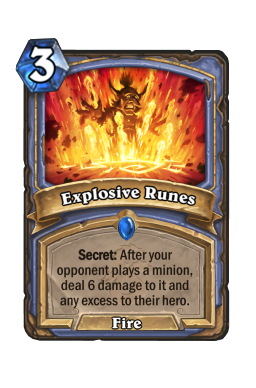 3
Explosive Runes
Secret: After your
opponent plays a minion,
deal 6 damage to it and
any excess to their hero.
Fire